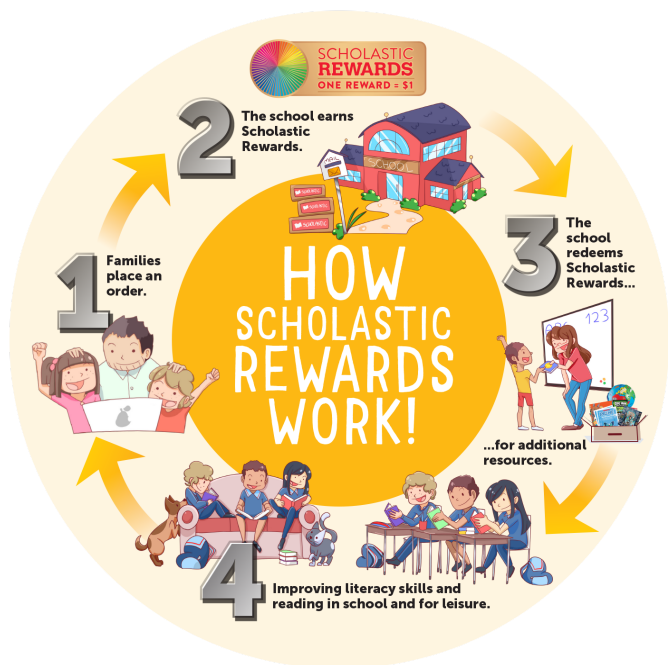 SCHOLASTIC
REWARDS
ONE REWARD = $1
HOW
SCHOLASTIC
REWARDS
WORK!
1
Families
place an
order.
2
The school earns
Scholastic
Rewards.
SCHOOL
3
The
school
redeems
Scholastic
Rewards...
123
...for additional
resources.
4
Improving literacy skills and
reading in school and for leisure.